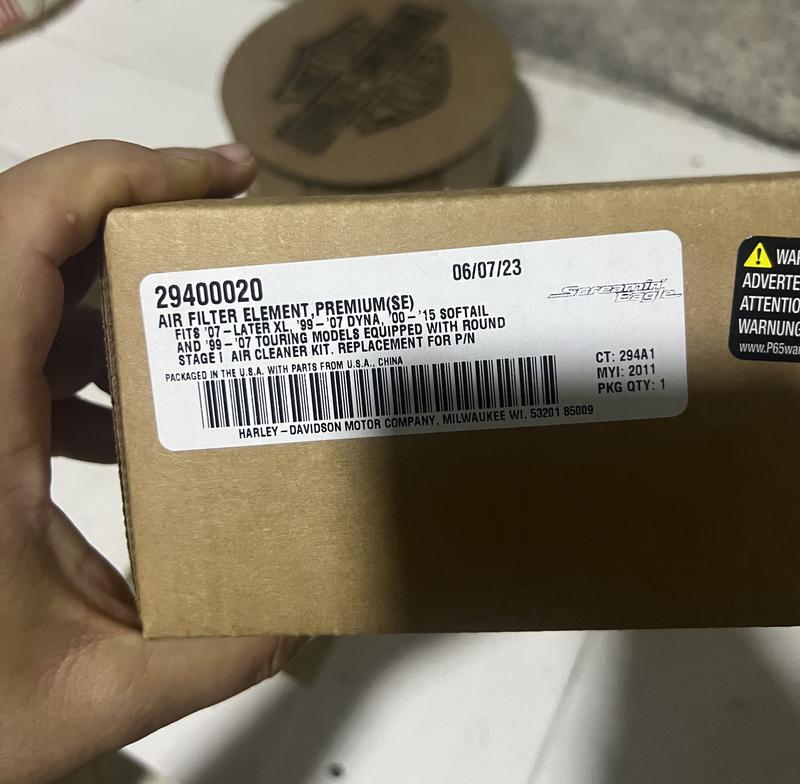 29400020
06/07/23
AIR FILTER ELEMENT,PREMIUM(SE)
FITS '07-LATER XL, '99-'07 DYNA, '00-'15 SOFTAIL
AND '99-'07 TOURING MODELS EQUIPPED WITH ROUND
STAGE I AIR CLEANER KIT. REPLACEMENT FOR P/N
PACKAGED IN THE U.S.A. WITH PARTS FROM U.S.A., CHINA
HARLEY-DAVIDSON MOTOR COMPANY, MILWAUKEE WI. 53201 85009
Screamin'
Eagle
CT: 294A1
MYI: 2011
PKG QTY: 1
WAR
ADVERTE
ATTENTIO
WARNUNG
www.P65war